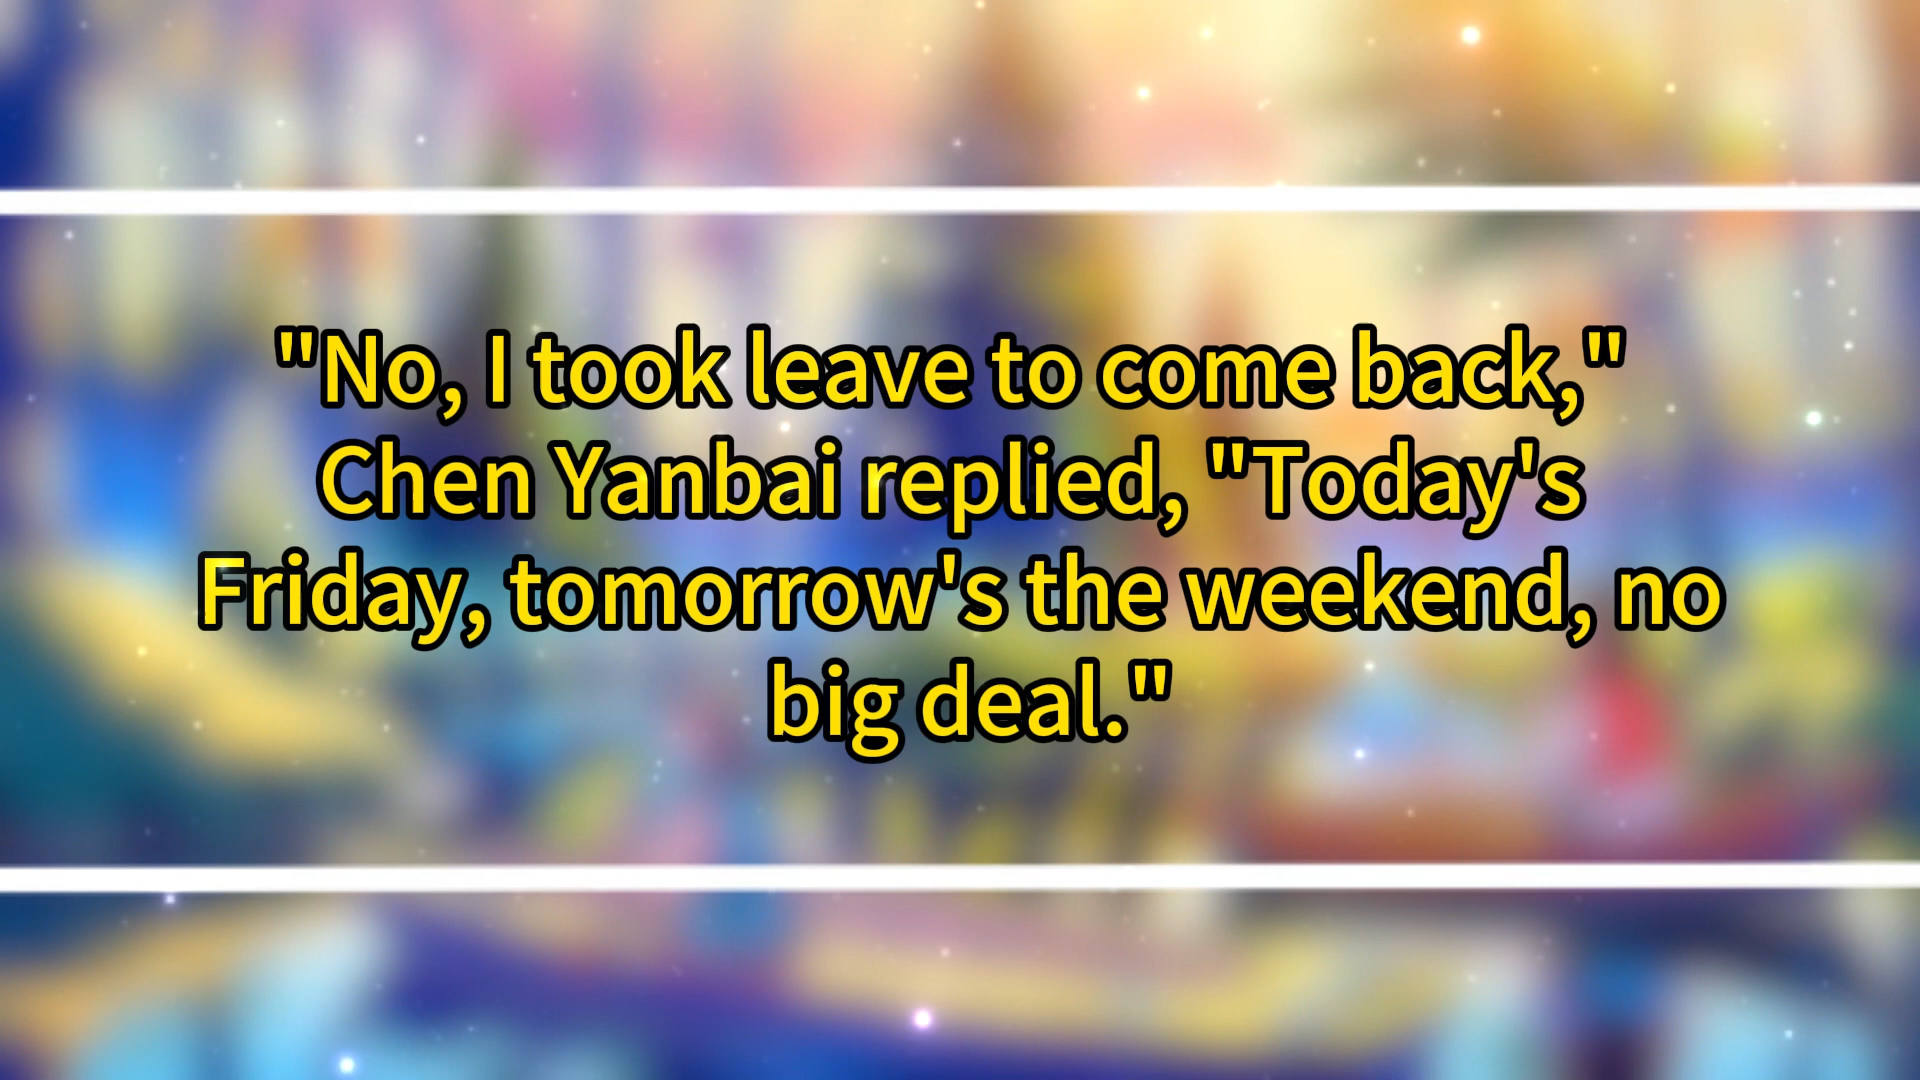 "No, I took leave to come back,"
Chen Yanbai replied, "Today's
Friday, tomorrow's the weekend, no
big deal."